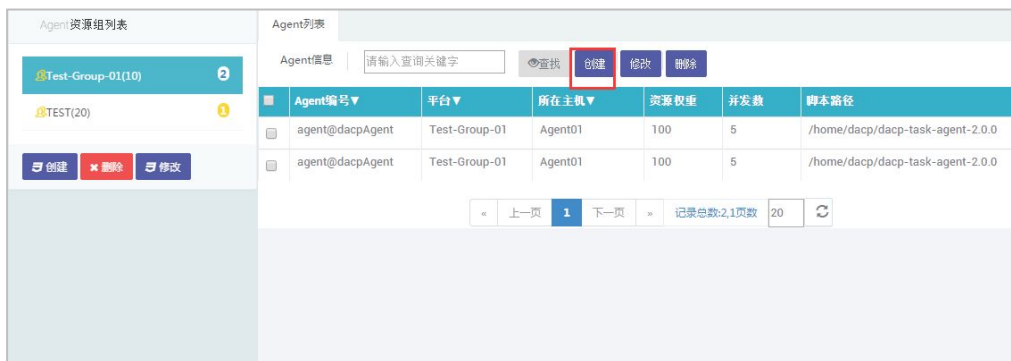 Agent资源组列表
Test-Group-01(10) 2
TEST(20) 1
创建 删除 修改
Agent列表
Agent信息 请输入查询关键字 查找 创建 修改 删除
Agent编号▼ 平台▼ 所在主机▼ 资源权重 并发数 脚本路径
agent@dacpAgent Test-Group-01 Agent01 100 5 /home/dacp/dacp-task-agent-2.0.0
agent@dacpAgent Test-Group-01 Agent01 100 5 /home/dacp/dacp-task-agent-2.0.0
« 上一页 1 下一页 » 记录总数:2,1页数 20